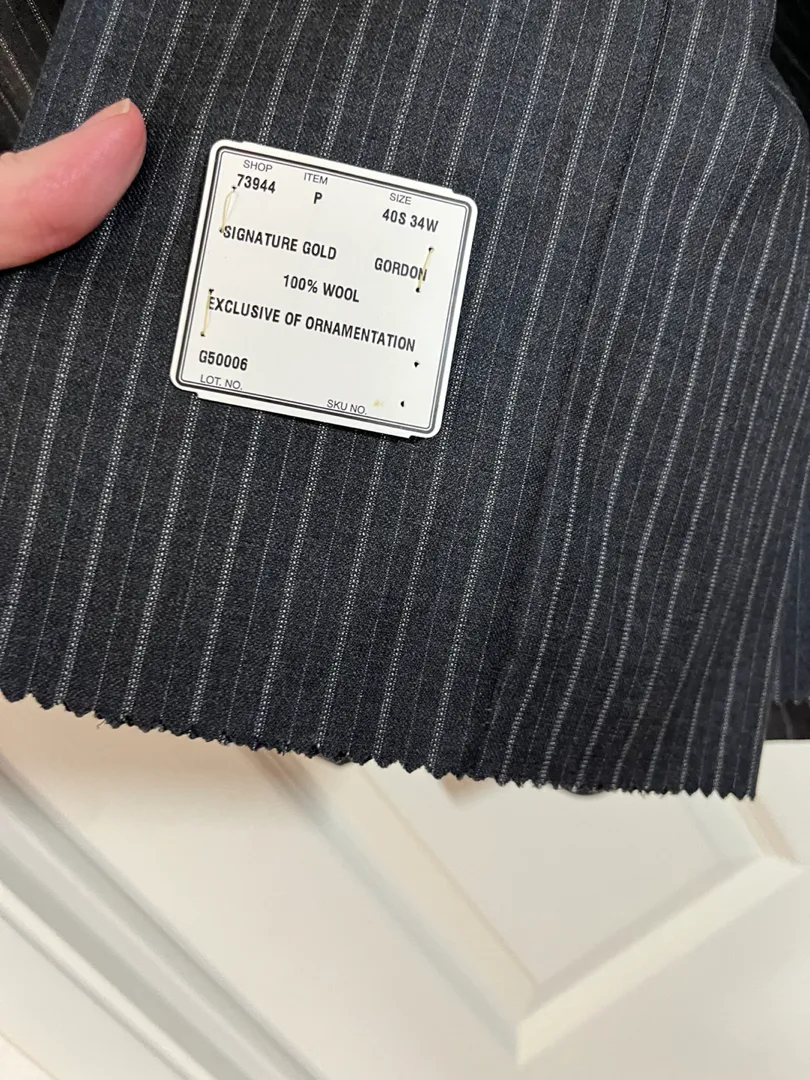 SHOP ITEM SIZE
73944 P 40S 34W
SIGNATURE GOLD GORDON
100% WOOL
EXCLUSIVE OF ORNAMENTATION
G50006
LOT. NO. SKU NO.